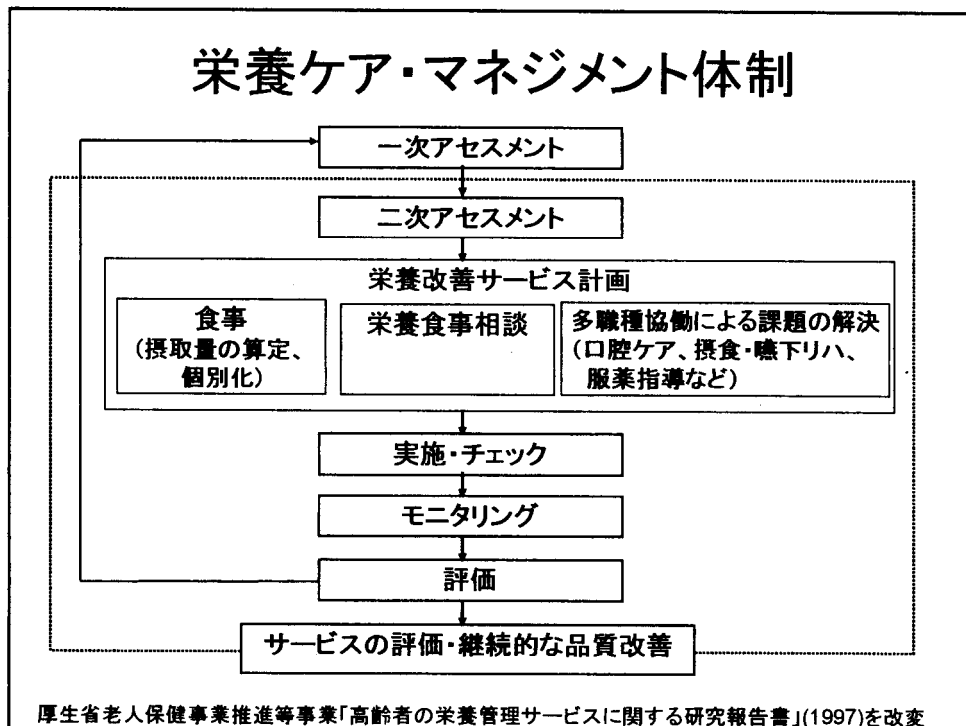 栄養ケア・マネジメント体制
一次アセスメント
二次アセスメント
栄養改善サービス計画
食事
(摂取量の算定、
個別化)
栄養食事相談
多職種協働による課題の解決
(口腔ケア、摂食・嚥下リハ、
服薬指導など)
実施・チェック
モニタリング
評価
サービスの評価・継続的な品質改善
厚生省老人保健事業推進等事業「高齢者の栄養管理サービスに関する研究報告書」(1997)を改変